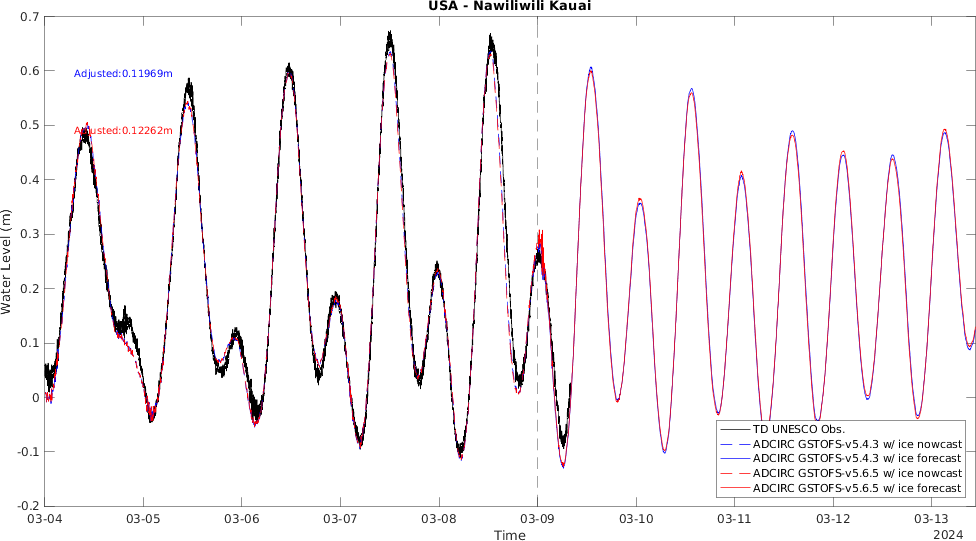 USA - Nawiliwili Kauai
0.7
0.6
0.5
0.4
0.3
0.2
0.1
0
-0.1
-0.2
Water Level (m)
Adjusted:0.11969m
Adjusted:0.12262m
TD UNESCO Obs.
ADCIRC GSTOFS-v5.4.3 w/ ice nowcast
ADCIRC GSTOFS-v5.4.3 w/ ice forecast
ADCIRC GSTOFS-v5.6.5 w/ ice nowcast
ADCIRC GSTOFS-v5.6.5 w/ ice forecast
03-04 03-05 03-06 03-07 03-08 03-09 03-10 03-11 03-12 03-13
Time
2024